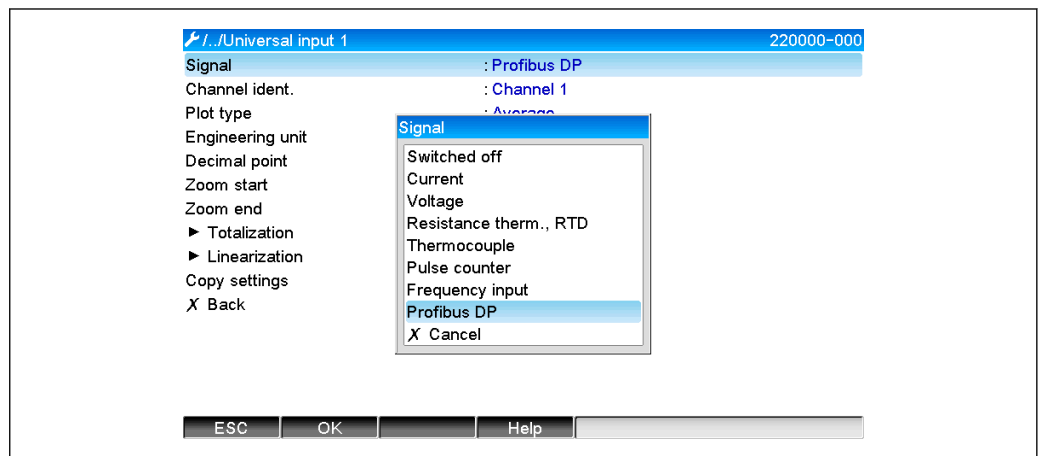 /../Universal input 1 220000-000
Signal : Profibus DP
Channel ident. : Channel 1
Plot type : Average
Engineering unit
Decimal point
Zoom start
Zoom end
► Totalization
► Linearization
Copy settings
X Back
Signal
Switched off
Current
Voltage
Resistance therm., RTD
Thermocouple
Pulse counter
Frequency input
Profibus DP
X Cancel
ESC OK Help